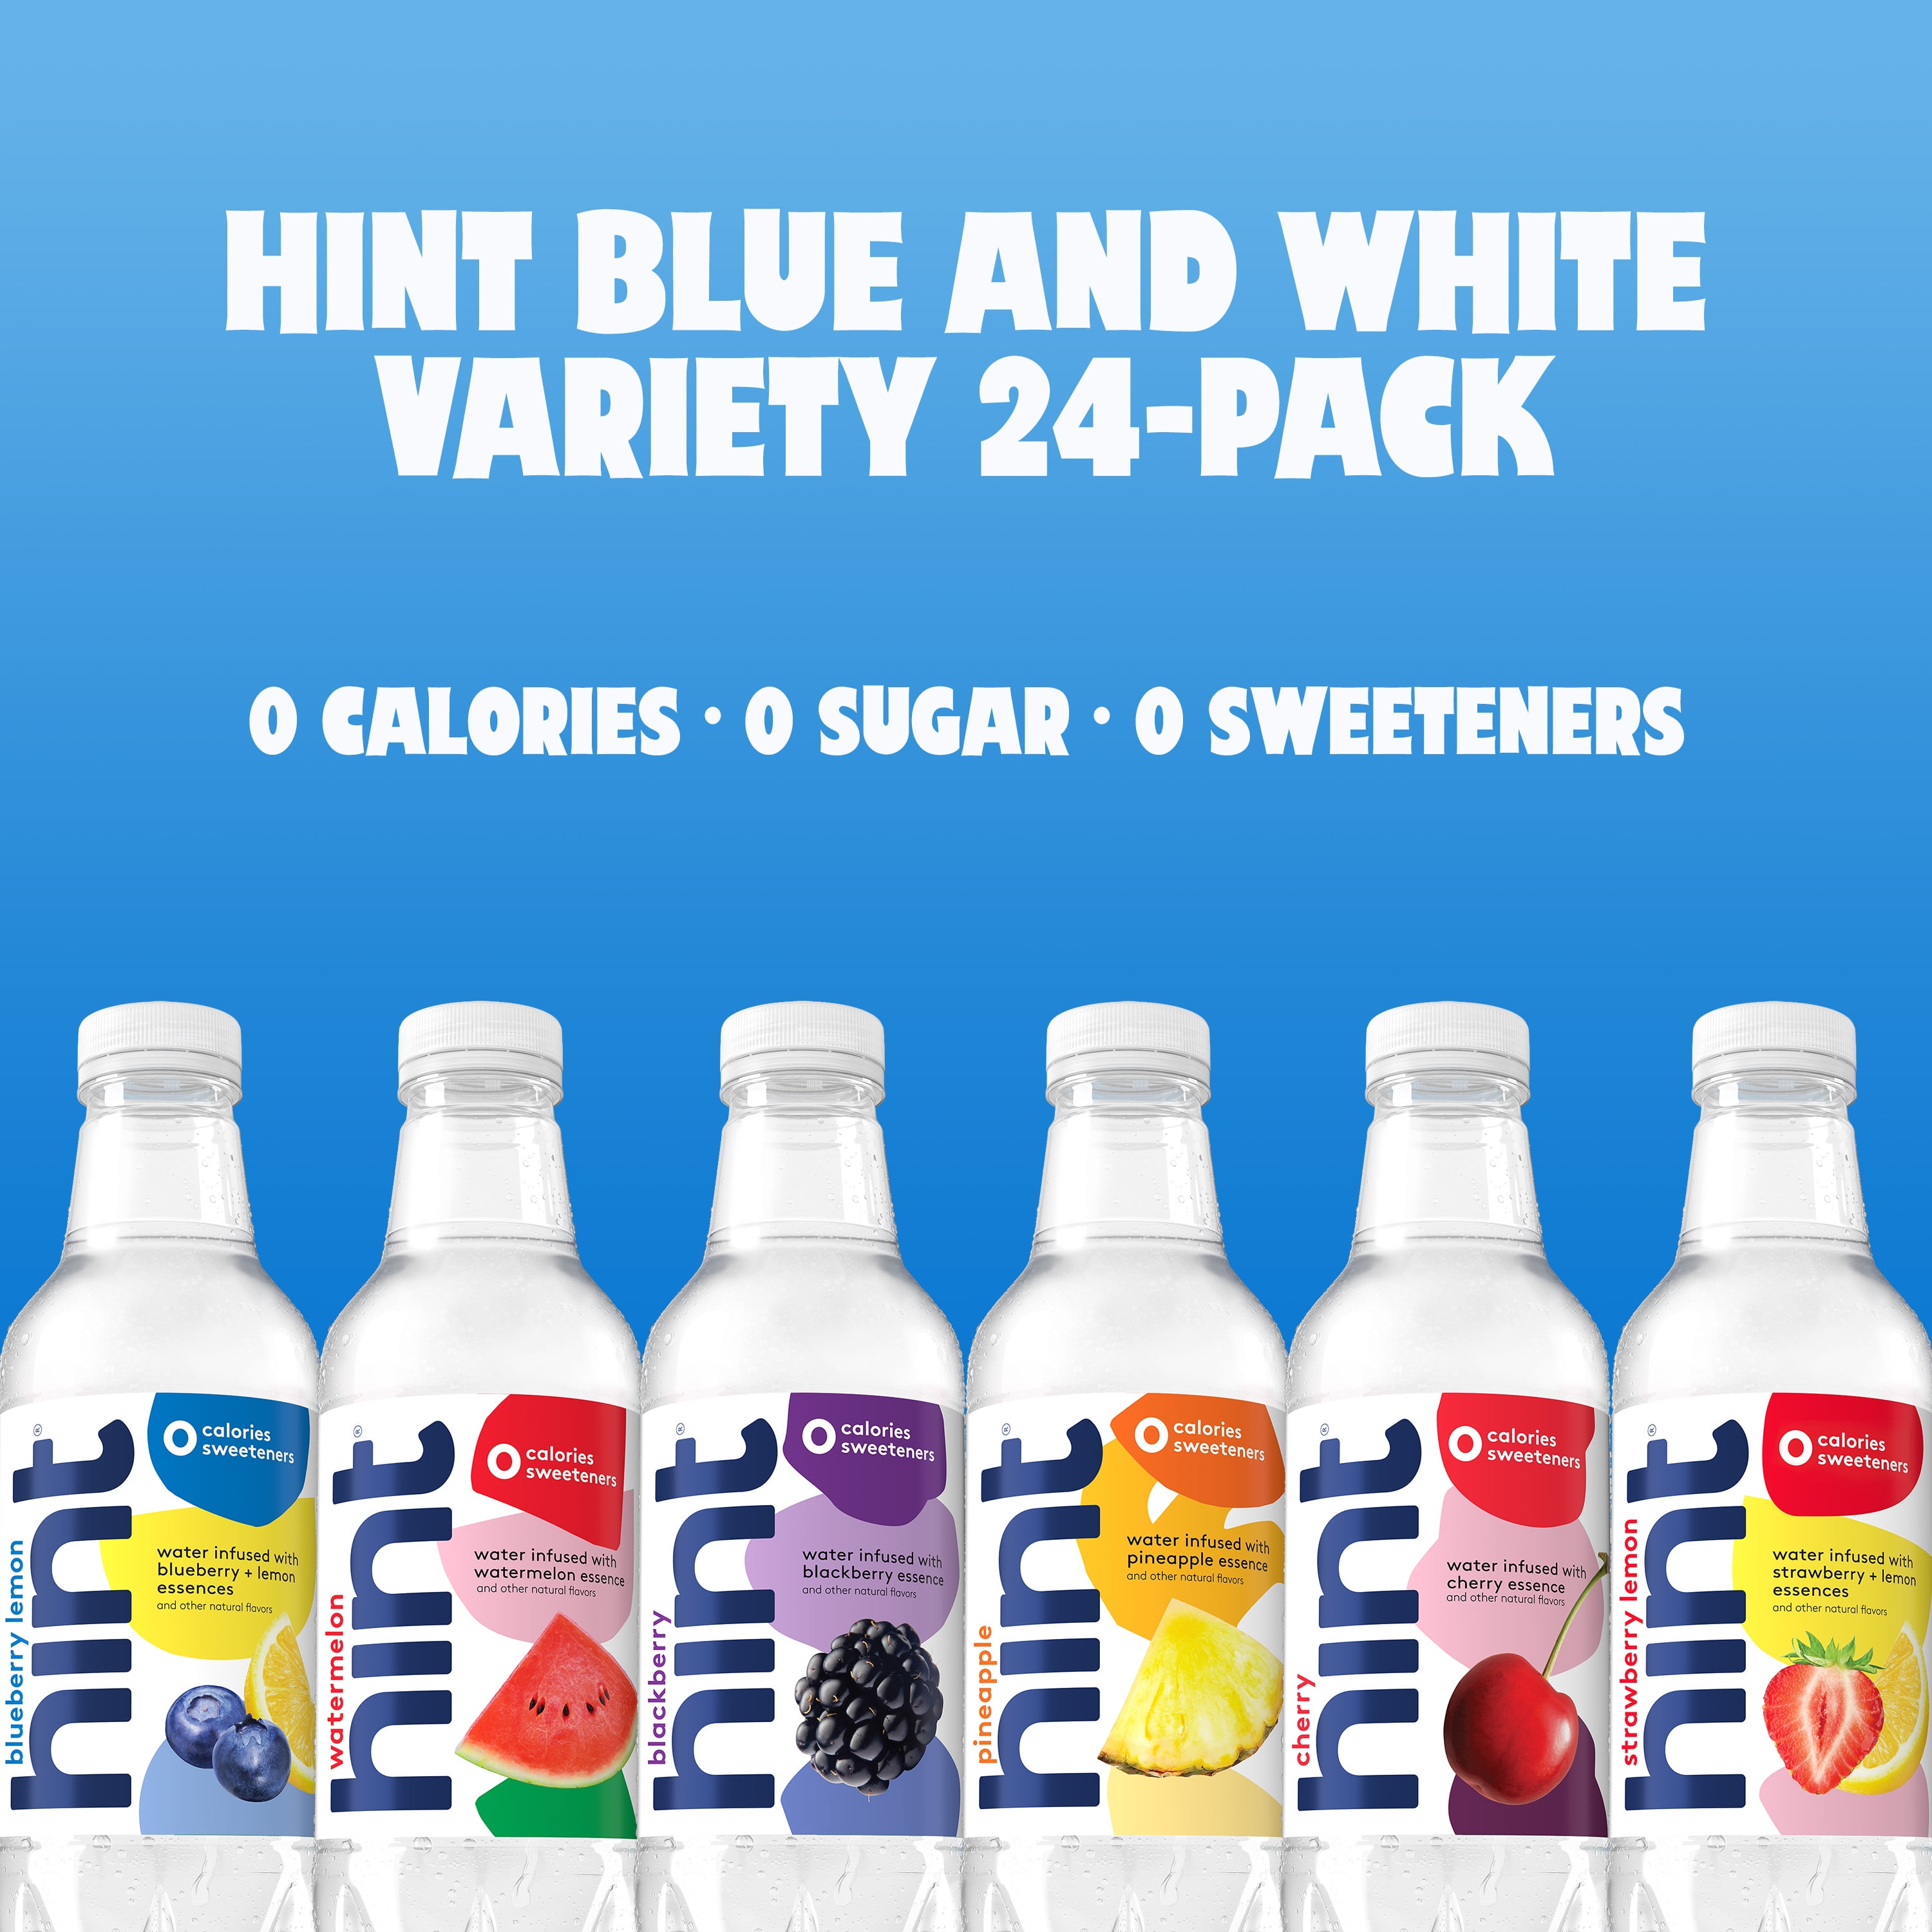 HINT BLUE AND WHITE
VARIETY 24-PACK
0 CALORIES · 0 SUGAR · 0 SWEETENERS
blueberry lemon
hint®
0 calories
sweeteners
water infused with
blueberry + lemon
essences
and other natural flavors
watermelon
hint®
0 calories
sweeteners
water infused with
watermelon essence
and other natural flavors
blackberry
hint®
0 calories
sweeteners
water infused with
blackberry essence
and other natural flavors
pineapple
hint®
0 calories
sweeteners
water infused with
pineapple essence
and other natural flavors
cherry
hint®
0 calories
sweeteners
water infused with
cherry essence
and other natural flavors
strawberry lemon
hint®
0 calories
sweeteners
water infused with
strawberry + lemon
essences
and other natural flavors